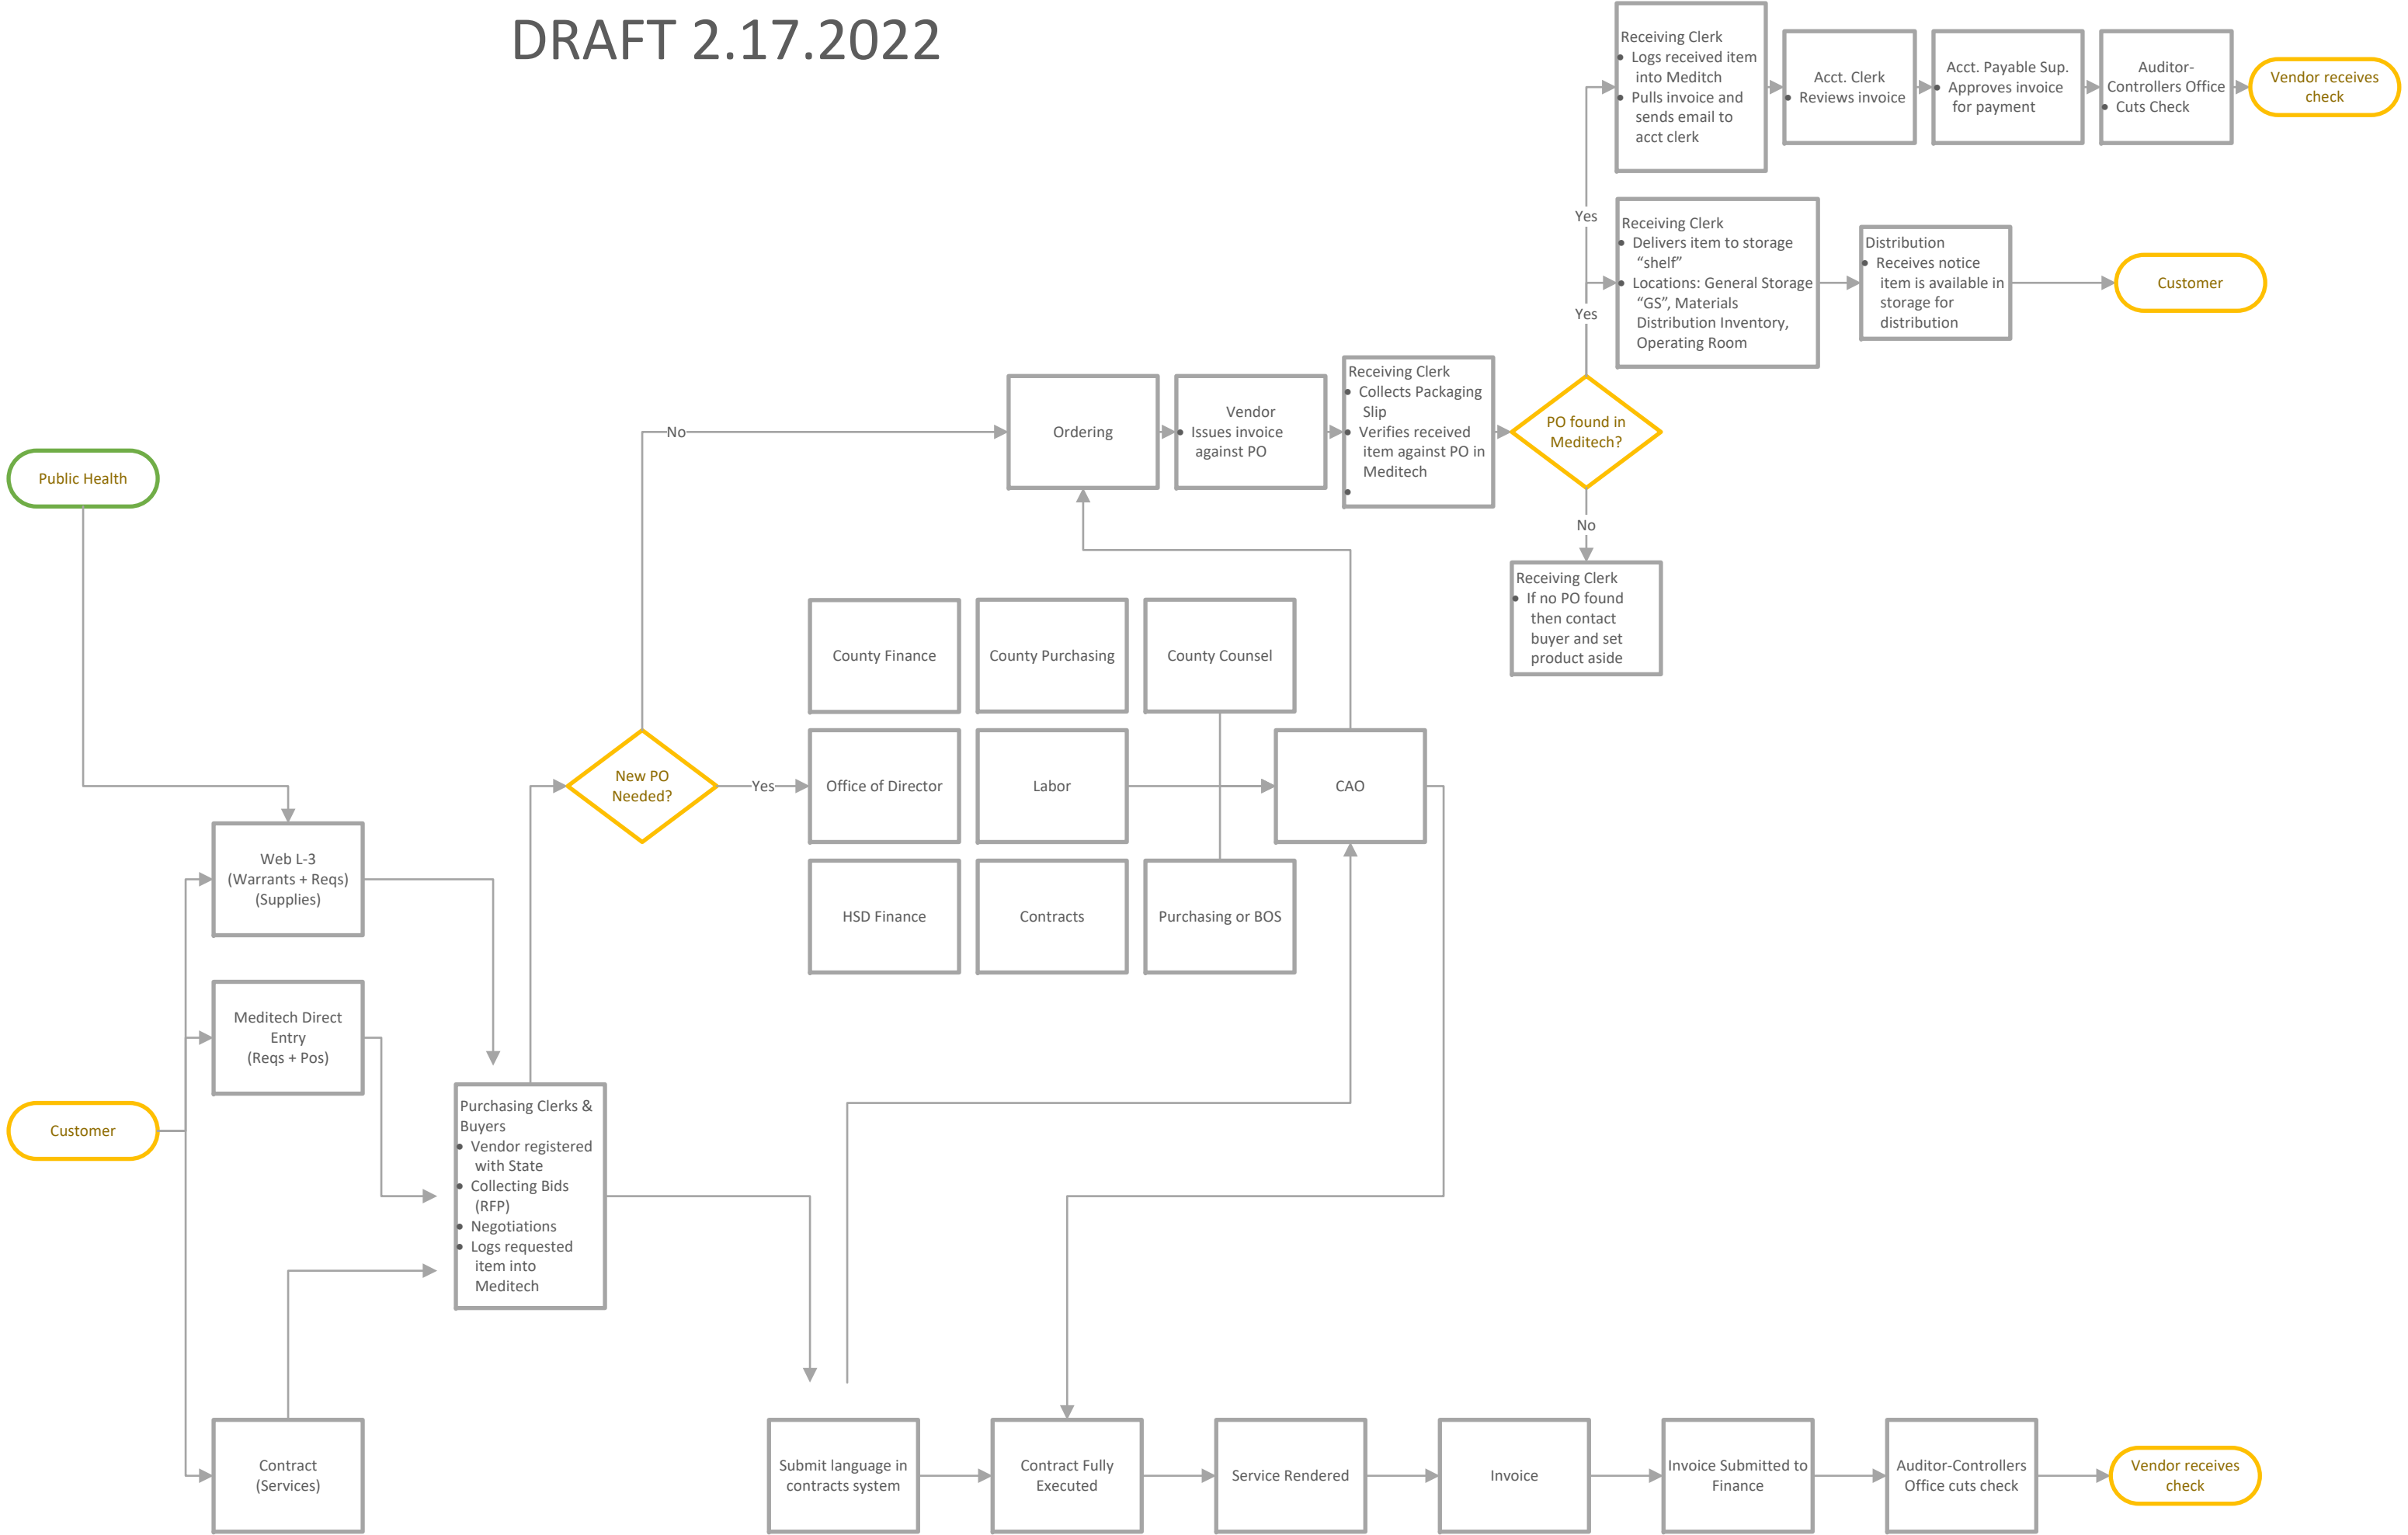 DRAFT 2.17.2022
Receiving Clerk
• Logs received item
into Meditch
• Pulls invoice and
sends email to
acct clerk
Acct. Clerk
• Reviews invoice
Acct. Payable Sup.
• Approves invoice
for payment
Auditor-
Controllers Office
• Cuts Check
Vendor receives
check
Yes
Receiving Clerk
• Delivers item to storage
“shelf”
• Locations: General Storage
“GS”, Materials
Distribution Inventory,
Operating Room
Distribution
• Receives notice
item is available in
storage for
distribution
Customer
Yes
Ordering
Vendor
• Issues invoice
against PO
Receiving Clerk
• Collects Packaging
Slip
• Verifies received
item against PO in
Meditech
•
PO found in
Meditech?
No
Public Health
No
Receiving Clerk
• If no PO found
then contact
buyer and set
product aside
County Finance
County Purchasing
County Counsel
New PO
Needed?
Yes
Office of Director
Labor
CAO
HSD Finance
Contracts
Purchasing or BOS
Web L-3
(Warrants + Reqs)
(Supplies)
Meditech Direct
Entry
(Reqs + Pos)
Customer
Purchasing Clerks &
Buyers
• Vendor registered
with State
• Collecting Bids
(RFP)
• Negotiations
• Logs requested
item into
Meditech
Contract
(Services)
Submit language in
contracts system
Contract Fully
Executed
Service Rendered
Invoice
Invoice Submitted to
Finance
Auditor-Controllers
Office cuts check
Vendor receives
check